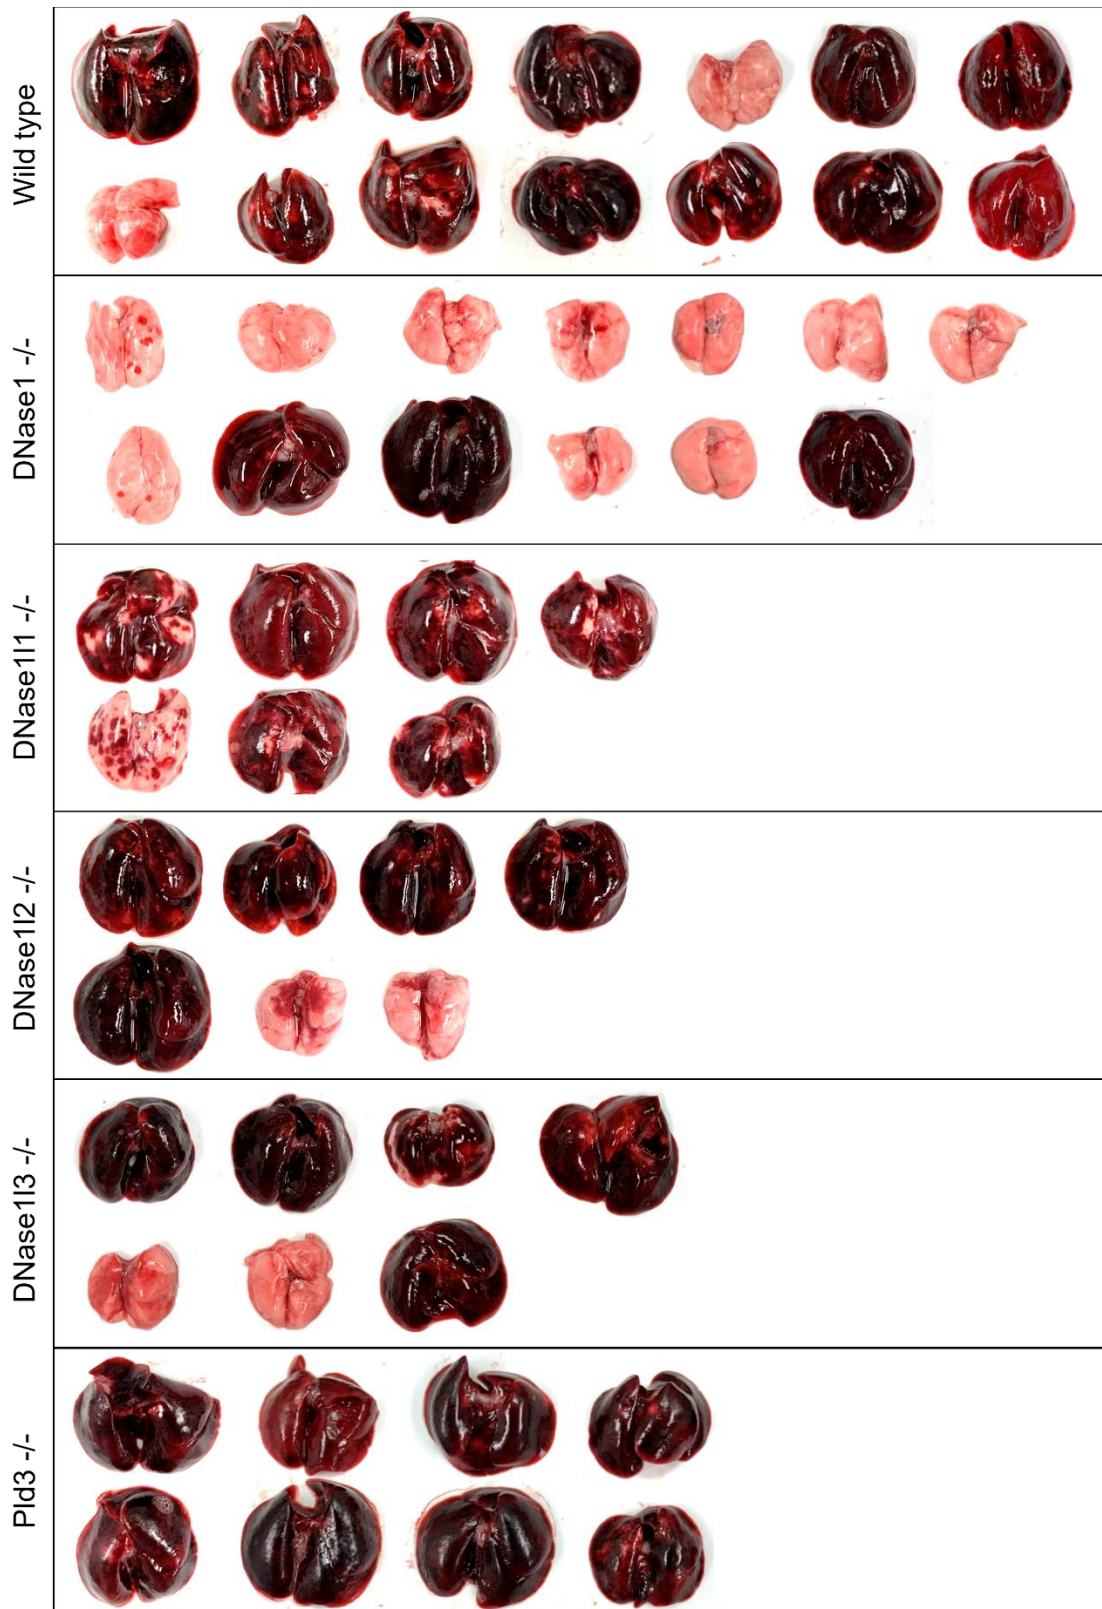 Wild type
DNase1 -/-
DNase1l1 -/-
DNase1l2 -/-
DNase1l3 -/-
Pld3 -/-